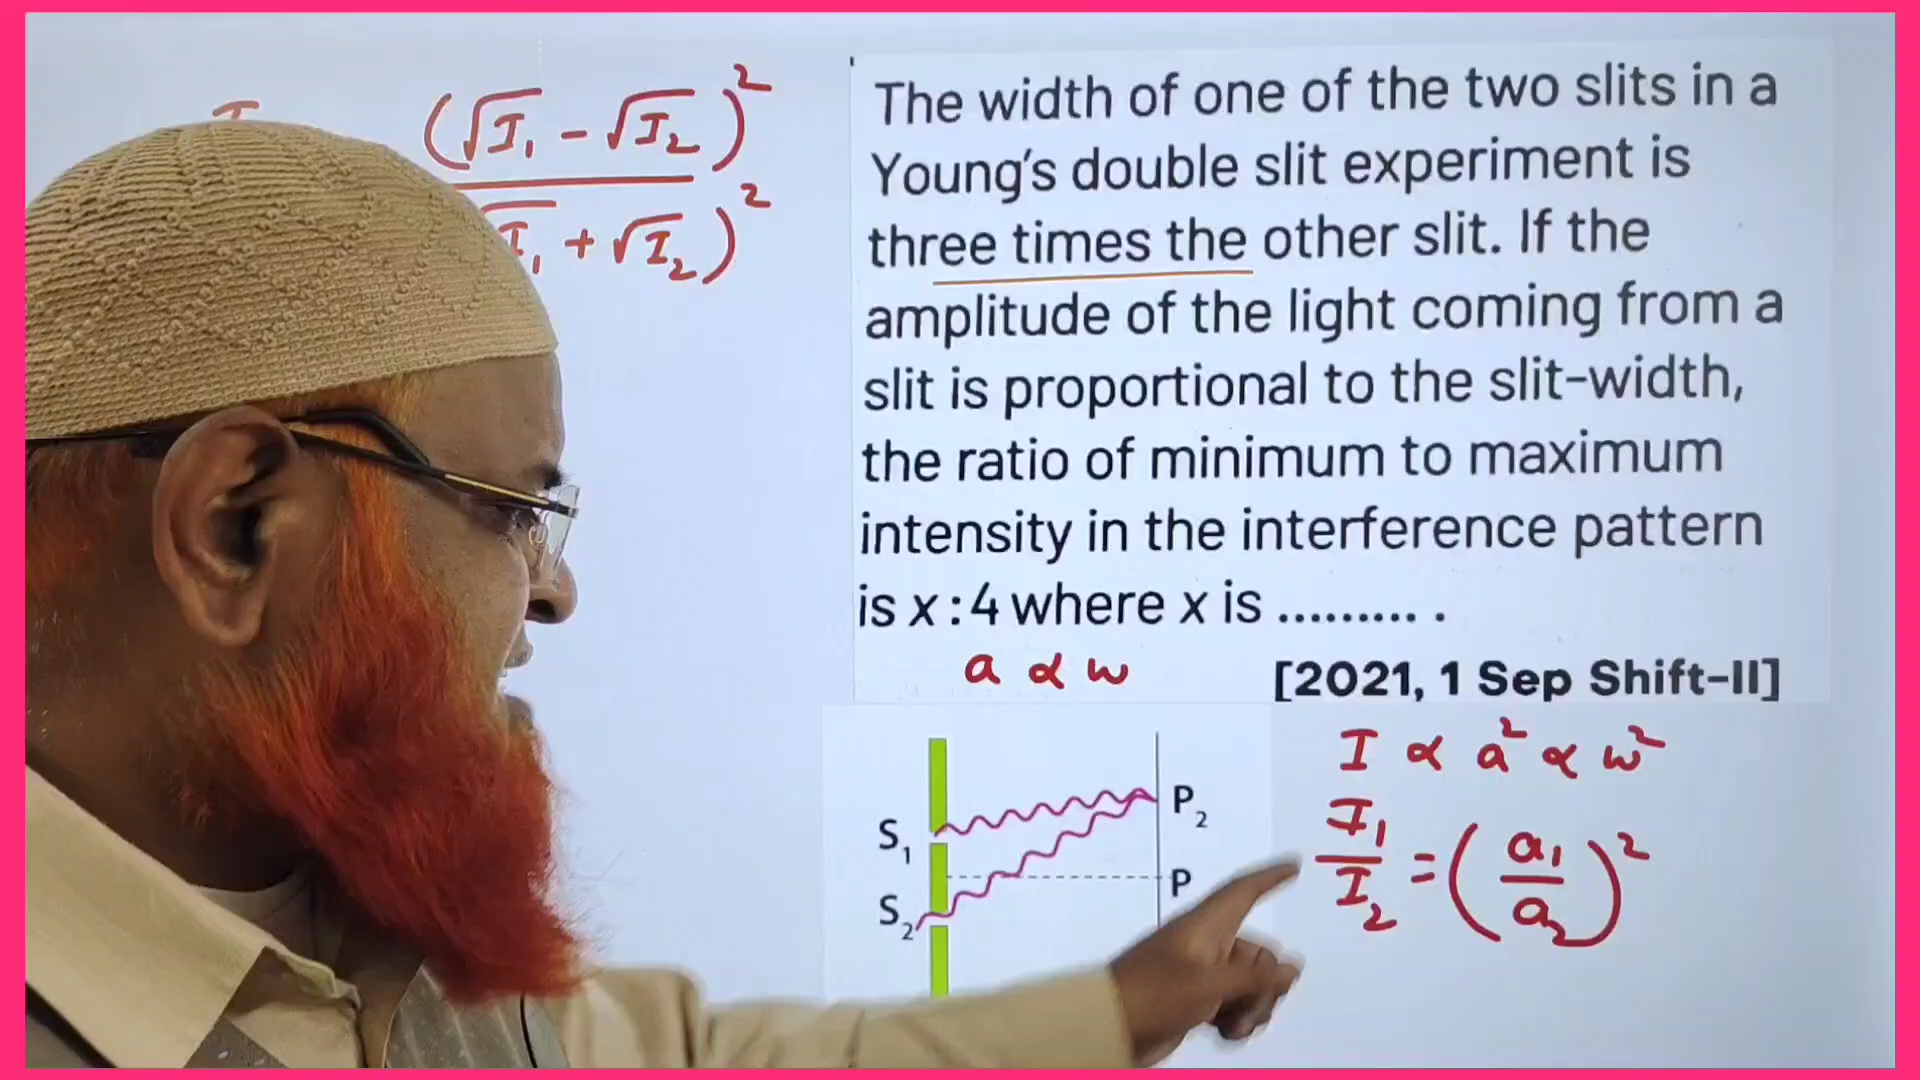 I
(√I₁ - √I₂)²
√I₁ + √I₂)²
The width of one of the two slits in a
Young's double slit experiment is
three times the other slit. If the
amplitude of the light coming from a
slit is proportional to the slit-width,
the ratio of minimum to maximum
intensity in the interference pattern
is x : 4 where x is .......... .
a ∝ w
[2021, 1 Sep Shift-II]
I ∝ a² ∝ w²
I₁/I₂ = (a₁/a₂)²
S₁
S₂
P₂
P